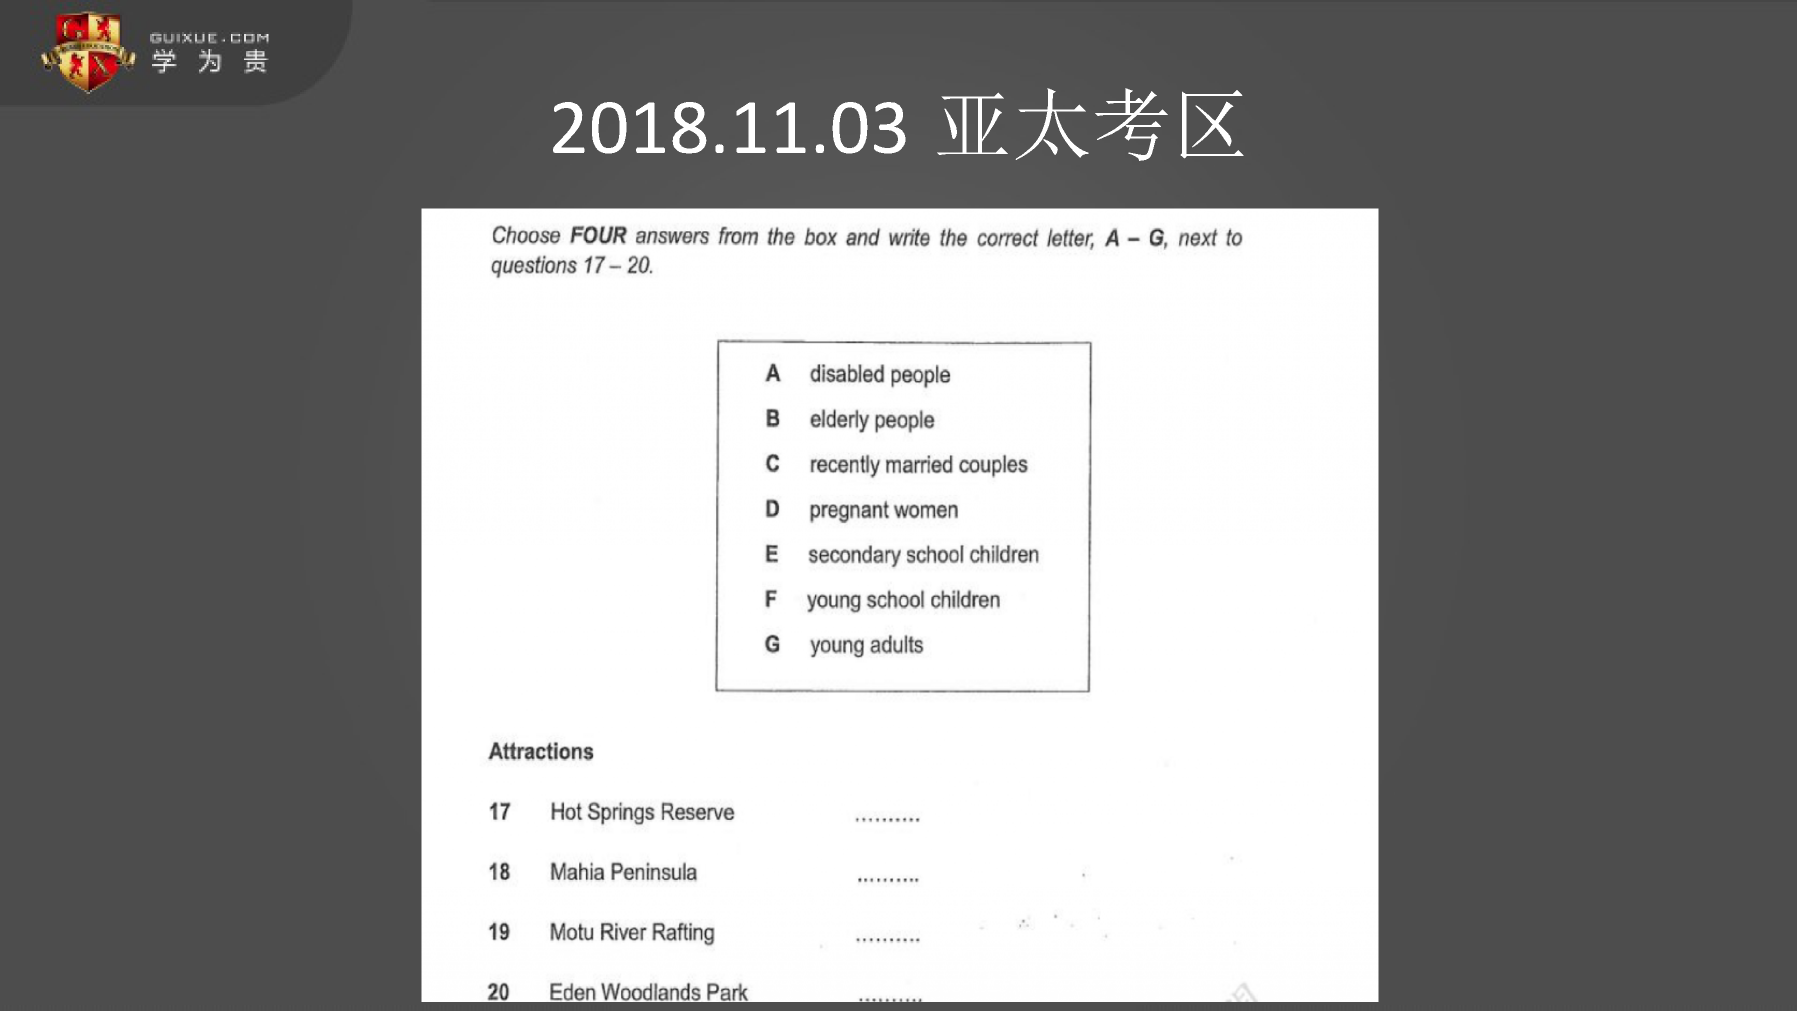 GUIXUE.COM
学为贵
2018.11.03 亚太考区
Choose FOUR answers from the box and write the correct letter, A – G, next to
questions 17 – 20.
A disabled people
B elderly people
C recently married couples
D pregnant women
E secondary school children
F young school children
G young adults
Attractions
17 Hot Springs Reserve ..........
18 Mahia Peninsula ..........
19 Motu River Rafting ..........
20 Eden Woodlands Park ..........